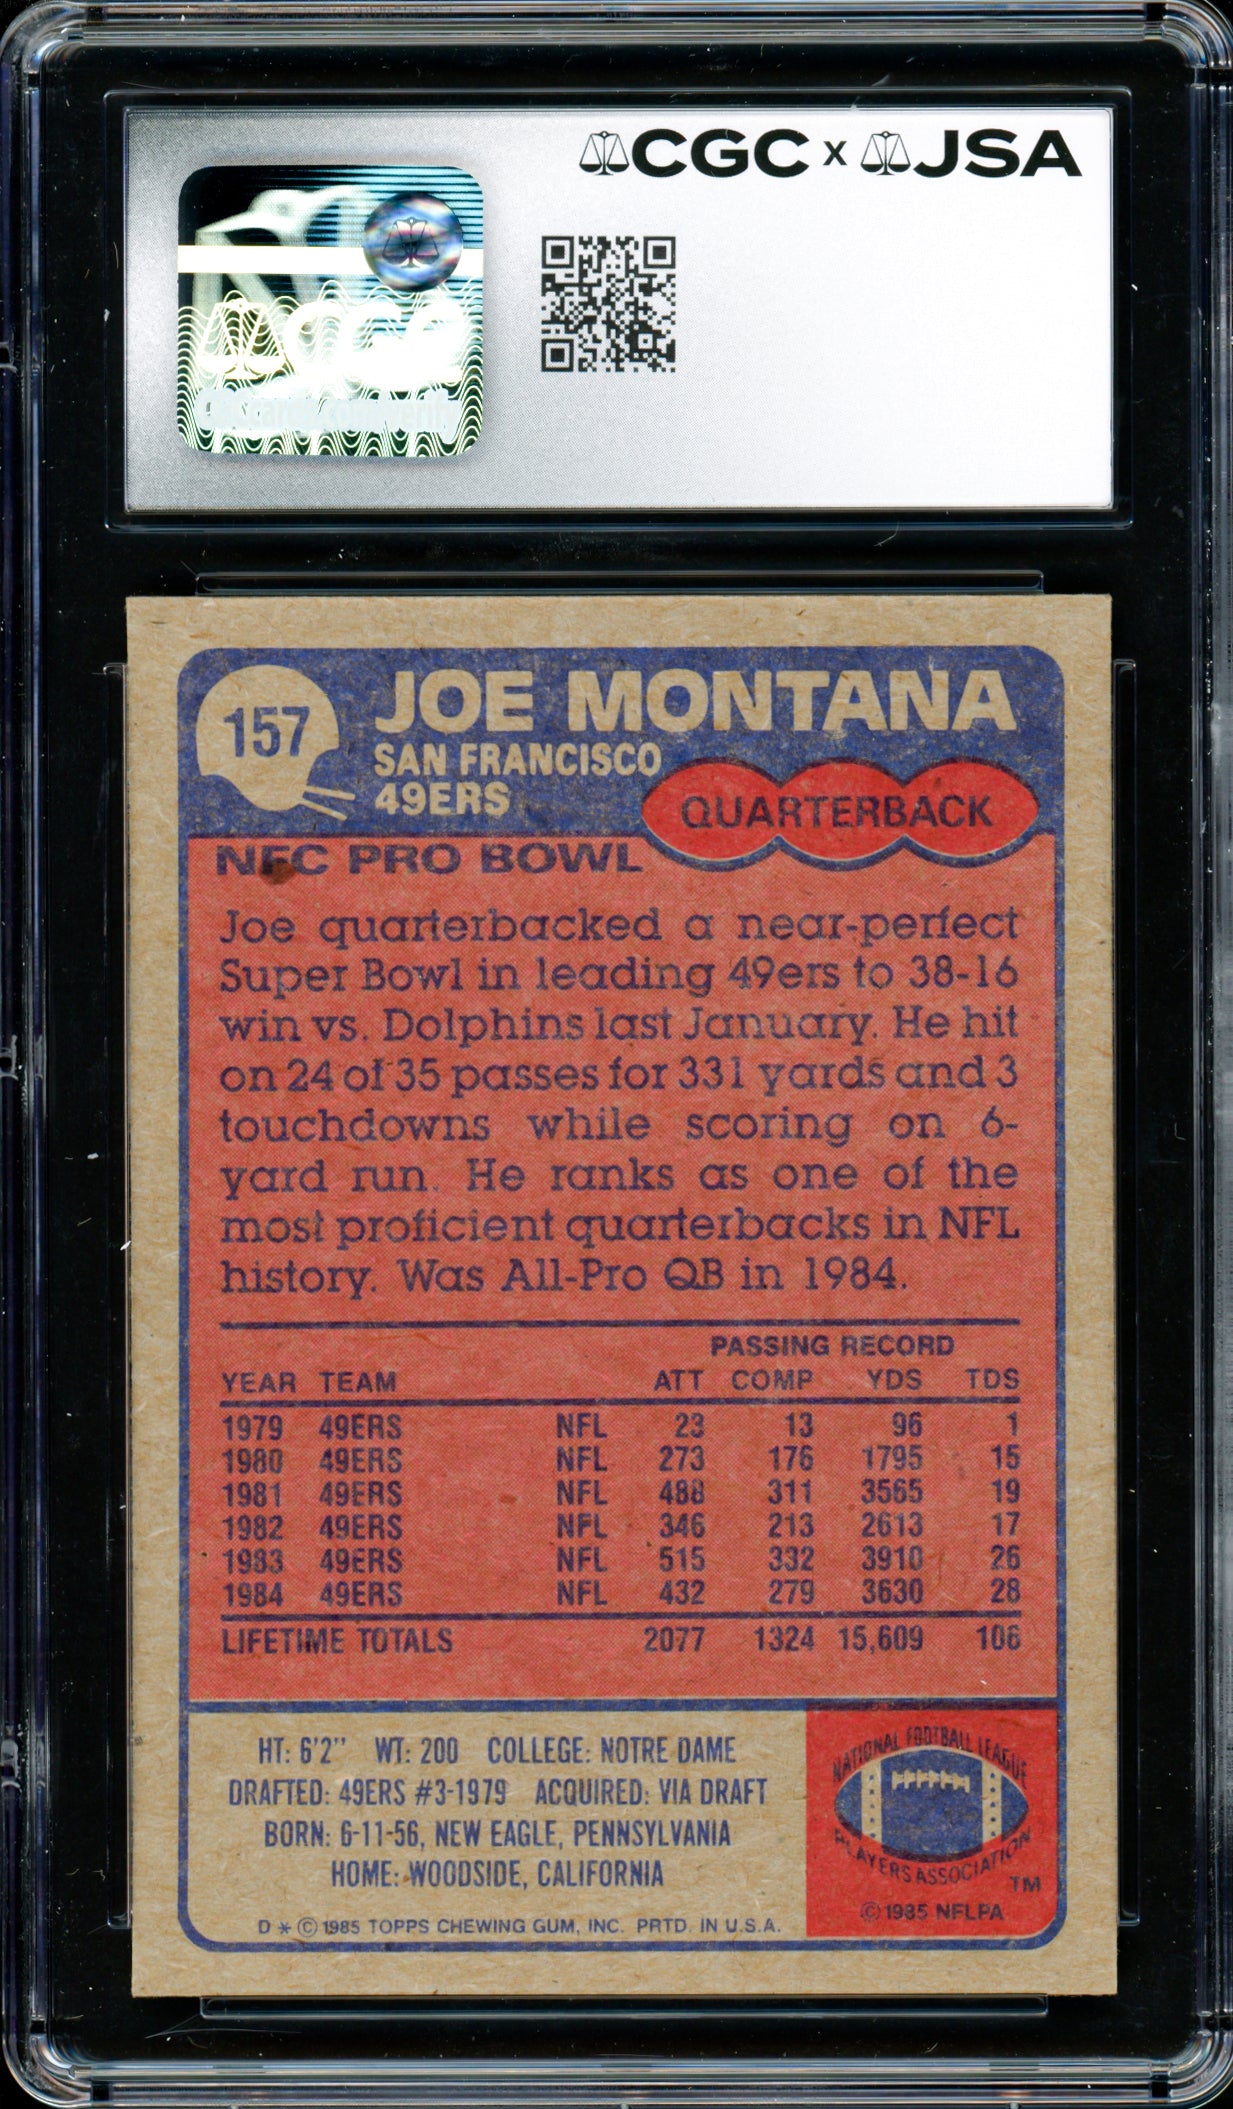 CGC x JSA
CGC
157
JOE MONTANA
SAN FRANCISCO
49ERS
QUARTERBACK
NFC PRO BOWL
Joe quarterbacked a near-perfect
Super Bowl in leading 49ers to 38-16
win vs. Dolphins last January. He hit
on 24 of 35 passes for 331 yards and 3
touchdowns while scoring on 6-
yard run. He ranks as one of the
most proficient quarterbacks in NFL
history. Was All-Pro QB in 1984.
PASSING RECORD
YEAR TEAM ATT COMP YDS TDS
1979 49ERS NFL 23 13 96 1
1980 49ERS NFL 273 176 1795 15
1981 49ERS NFL 488 311 3565 19
1982 49ERS NFL 346 213 2613 17
1983 49ERS NFL 515 332 3910 26
1984 49ERS NFL 432 279 3630 28
LIFETIME TOTALS 2077 1324 15,609 106
HT: 6'2" WT: 200 COLLEGE: NOTRE DAME
DRAFTED: 49ERS #3-1979 ACQUIRED: VIA DRAFT
BORN: 6-11-56, NEW EAGLE, PENNSYLVANIA
HOME: WOODSIDE, CALIFORNIA
D * © 1985 TOPPS CHEWING GUM, INC. PRTD. IN U.S.A.
NATIONAL FOOTBALL LEAGUE
PLAYERS ASSOCIATION
TM
© 1985 NFLPA